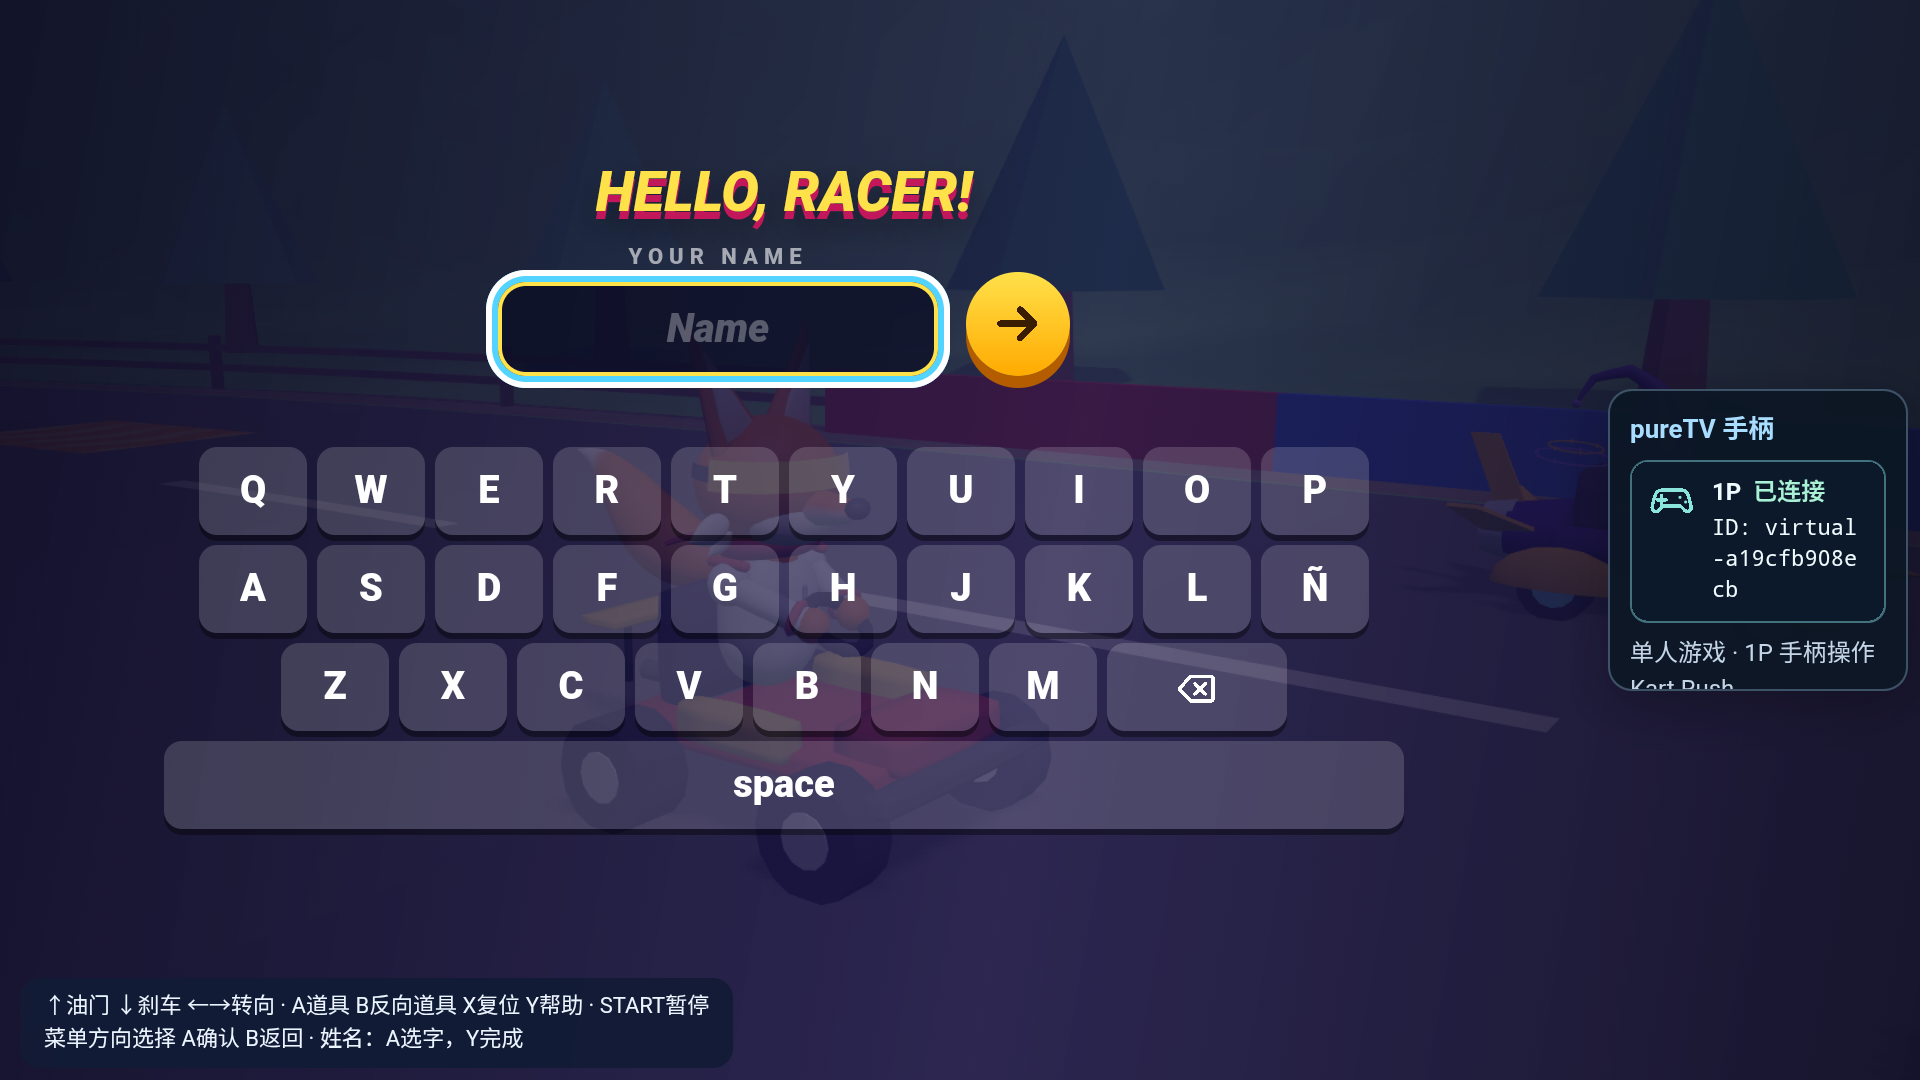 HELLO, RACER!
YOUR NAME
Name
Q W E R T Y U I O P
A S D F G H J K L Ñ
Z X C V B N M
space
pureTV 手柄
1P 已连接
ID: virtual
-a19cfb908e
cb
单人游戏 · 1P 手柄操作
Kart Rush
↑油门 ↓刹车 ←→转向 · A道具 B反向道具 X复位 Y帮助 · START暂停
菜单方向选择 A确认 B返回 · 姓名：A选字，Y完成